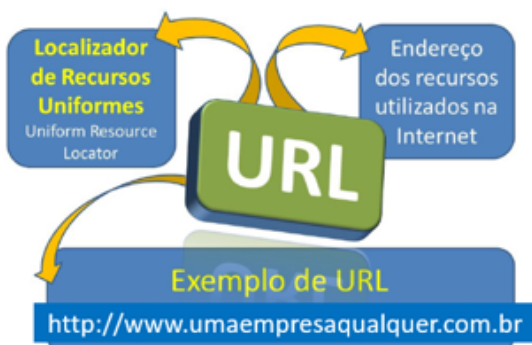 Localizador
de Recursos
Uniformes
Uniform Resource
Locator
Endereço
dos recursos
utilizados na
Internet
URL
Exemplo de URL
http://www.umaempresaqualquer.com.br